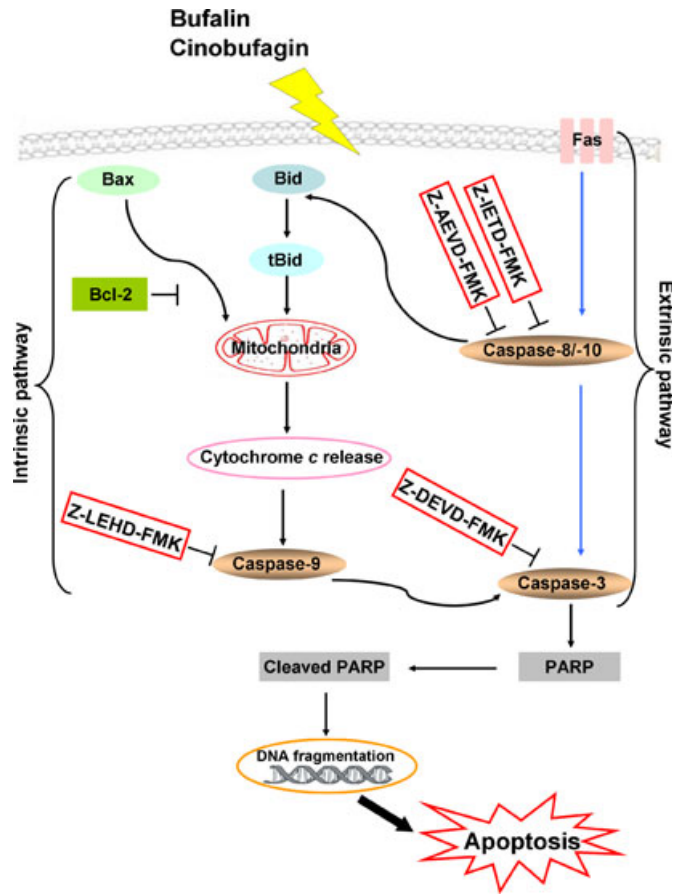 Bufalin
Cinobufagin
Fas
Bax
Bid
Z-AEVD-FMK
Z-IETD-FMK
tBid
Bcl-2
Mitochondria
Caspase-8/-10
Intrinsic pathway
Extrinsic pathway
Cytochrome c release
Z-LEHD-FMK
Z-DEVD-FMK
Caspase-9
Caspase-3
Cleaved PARP
PARP
DNA fragmentation
Apoptosis